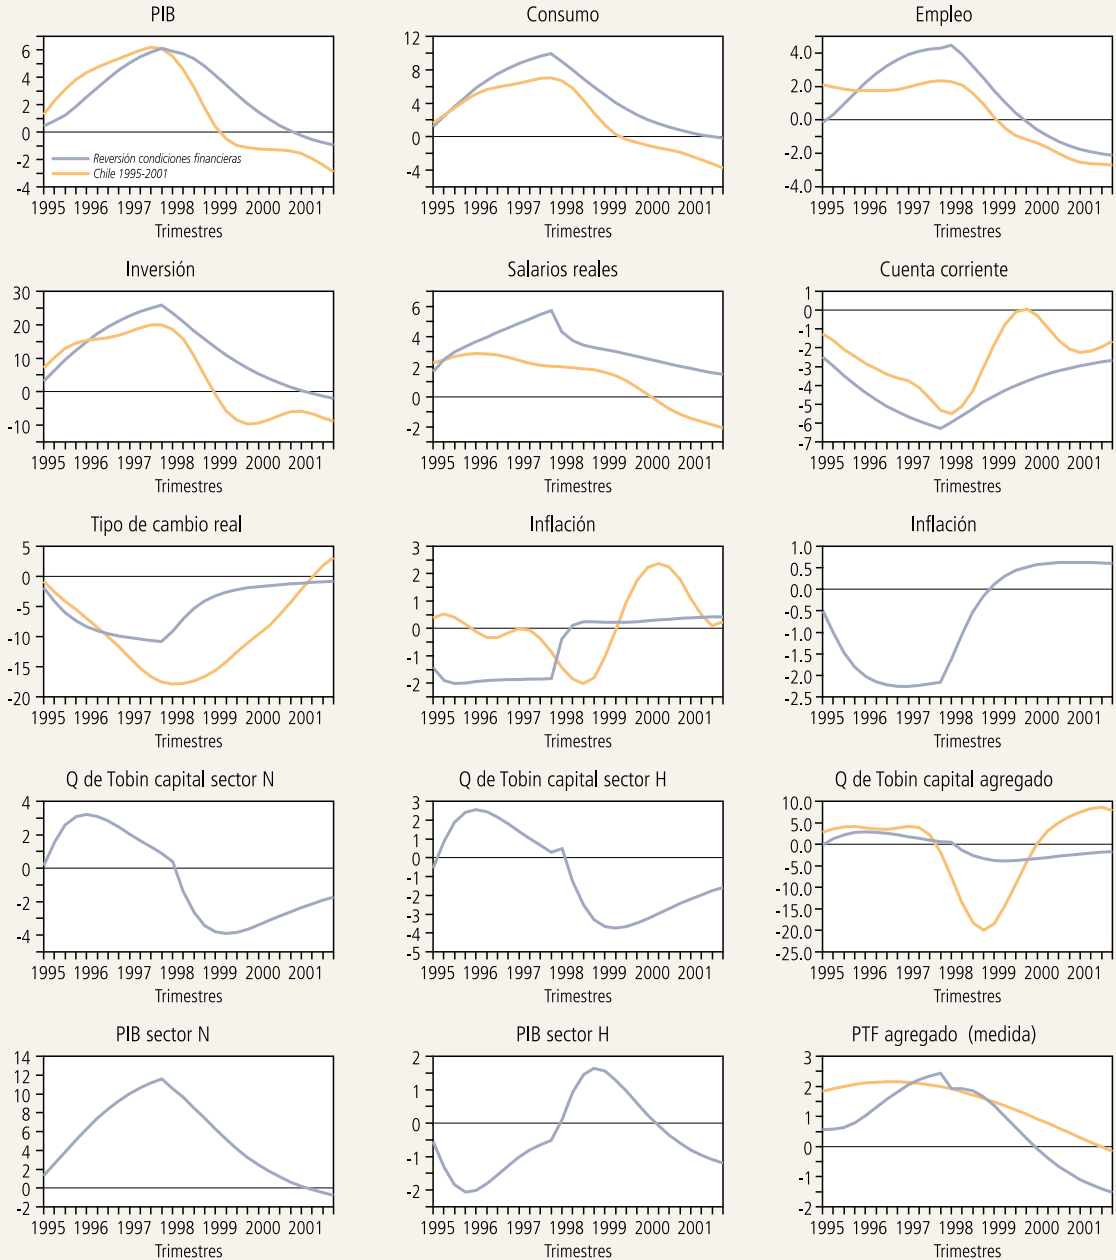 PIB
6
4
2
0
-2
-4
Reversión condiciones financieras
Chile 1995-2001
1995 1996 1997 1998 1999 2000 2001
Trimestres
Consumo
12
8
4
0
-4
1995 1996 1997 1998 1999 2000 2001
Trimestres
Empleo
4.0
2.0
0.0
-2.0
-4.0
1995 1996 1997 1998 1999 2000 2001
Trimestres
Inversión
30
20
10
0
-10
1995 1996 1997 1998 1999 2000 2001
Trimestres
Salarios reales
6
4
2
0
-2
1995 1996 1997 1998 1999 2000 2001
Trimestres
Cuenta corriente
1
0
-1
-2
-3
-4
-5
-6
-7
1995 1996 1997 1998 1999 2000 2001
Trimestres
Tipo de cambio real
5
0
-5
-10
-15
-20
1995 1996 1997 1998 1999 2000 2001
Trimestres
Inflación
3
2
1
0
-1
-2
1995 1996 1997 1998 1999 2000 2001
Trimestres
Inflación
1.0
0.5
0.0
-0.5
-1.0
-1.5
-2.0
-2.5
1995 1996 1997 1998 1999 2000 2001
Trimestres
Q de Tobin capital sector N
4
2
0
-2
-4
1995 1996 1997 1998 1999 2000 2001
Trimestres
Q de Tobin capital sector H
3
2
1
0
-1
-2
-3
-4
-5
1995 1996 1997 1998 1999 2000 2001
Trimestres
Q de Tobin capital agregado
10.0
5.0
0.0
-5.0
-10.0
-15.0
-20.0
-25.0
1995 1996 1997 1998 1999 2000 2001
Trimestres
PIB sector N
14
12
10
8
6
4
2
0
-2
1995 1996 1997 1998 1999 2000 2001
Trimestres
PIB sector H
2
1
0
-1
-2
1995 1996 1997 1998 1999 2000 2001
Trimestres
PTF agregado (medida)
3
2
1
0
-1
-2
1995 1996 1997 1998 1999 2000 2001
Trimestres